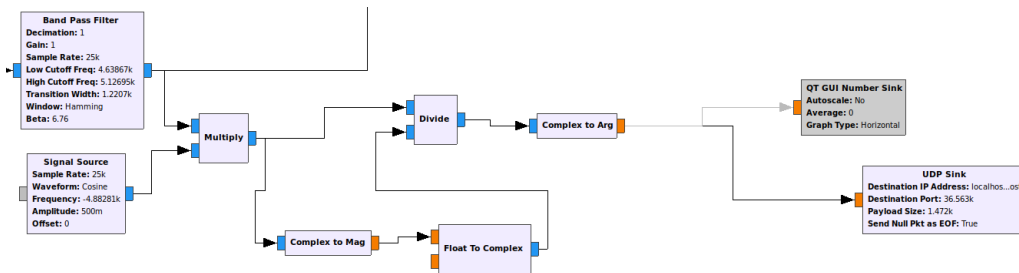 Band Pass Filter
Decimation: 1
Gain: 1
Sample Rate: 25k
Low Cutoff Freq: 4.63867k
High Cutoff Freq: 5.12695k
Transition Width: 1.2207k
Window: Hamming
Beta: 6.76
Signal Source
Sample Rate: 25k
Waveform: Cosine
Frequency: -4.88281k
Amplitude: 500m
Offset: 0
Multiply
Complex to Mag
Float To Complex
Divide
Complex to Arg
QT GUI Number Sink
Autoscale: No
Average: 0
Graph Type: Horizontal
UDP Sink
Destination IP Address: localhos...os
Destination Port: 36.563k
Payload Size: 1.472k
Send Null Pkt as EOF: True